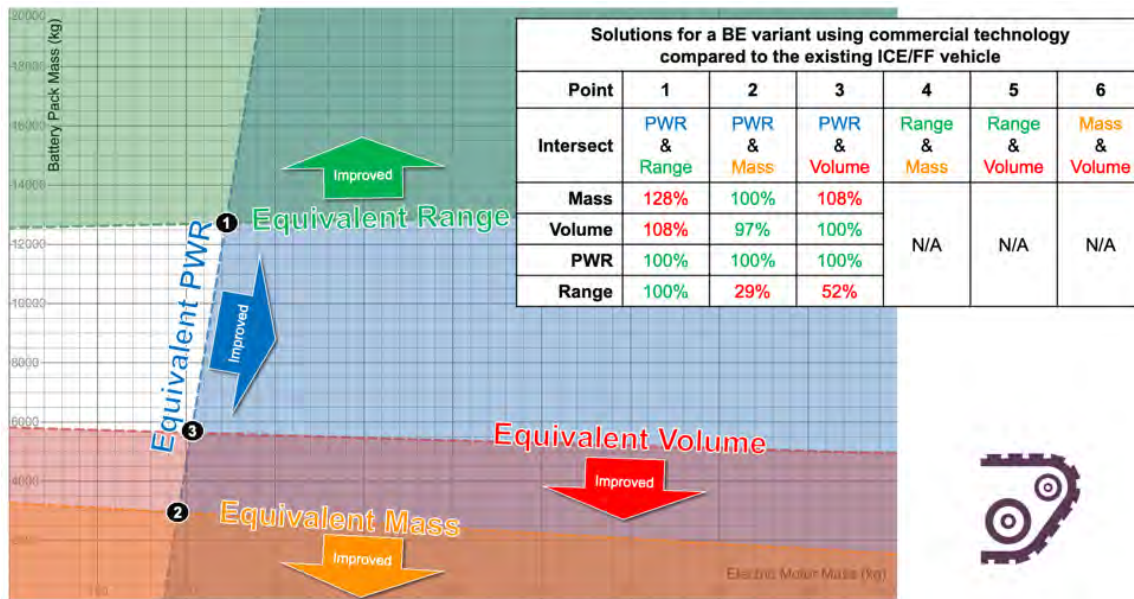 20000
Battery Pack Mass (kg)
18000
16000
14000
12000
10000
8000
6000
4000
Solutions for a BE variant using commercial technology
compared to the existing ICE/FF vehicle
Point 1 2 3 4 5 6
Intersect PWR & Range PWR & Mass PWR & Volume Range & Mass Range & Volume Mass & Volume
Mass 128% 100% 108%
Volume 108% 97% 100%
N/A N/A N/A
PWR 100% 100% 100%
Range 100% 29% 52%
Improved
1
Equivalent Range
Equivalent PWR
Improved
3
Equivalent Volume
Improved
2
Equivalent Mass
Improved
Electric Motor Mass (kg)